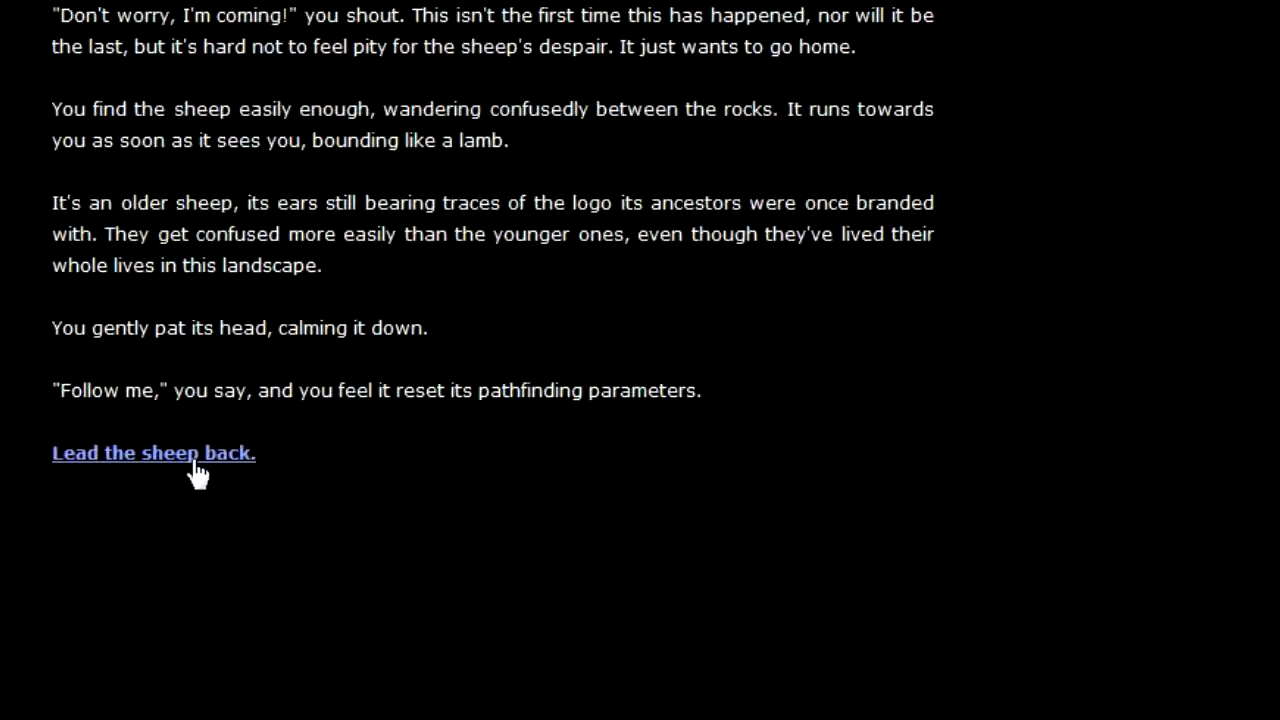 "Don't worry, I'm coming!" you shout. This isn't the first time this has happened, nor will it be
the last, but it's hard not to feel pity for the sheep's despair. It just wants to go home.
You find the sheep easily enough, wandering confusedly between the rocks. It runs towards
you as soon as it sees you, bounding like a lamb.
It's an older sheep, its ears still bearing traces of the logo its ancestors were once branded
with. They get confused more easily than the younger ones, even though they've lived their
whole lives in this landscape.
You gently pat its head, calming it down.
"Follow me," you say, and you feel it reset its pathfinding parameters.
Lead the sheep back.